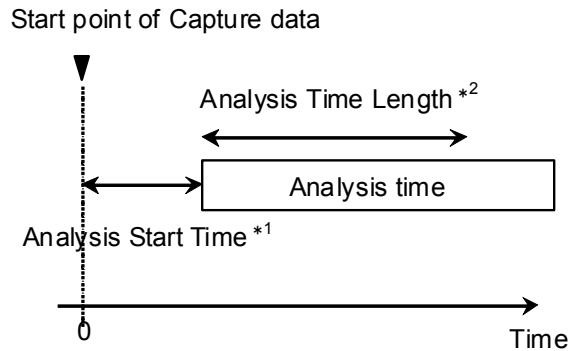 Start point of Capture data
Analysis Time Length *2
Analysis time
Analysis Start Time *1
0
Time